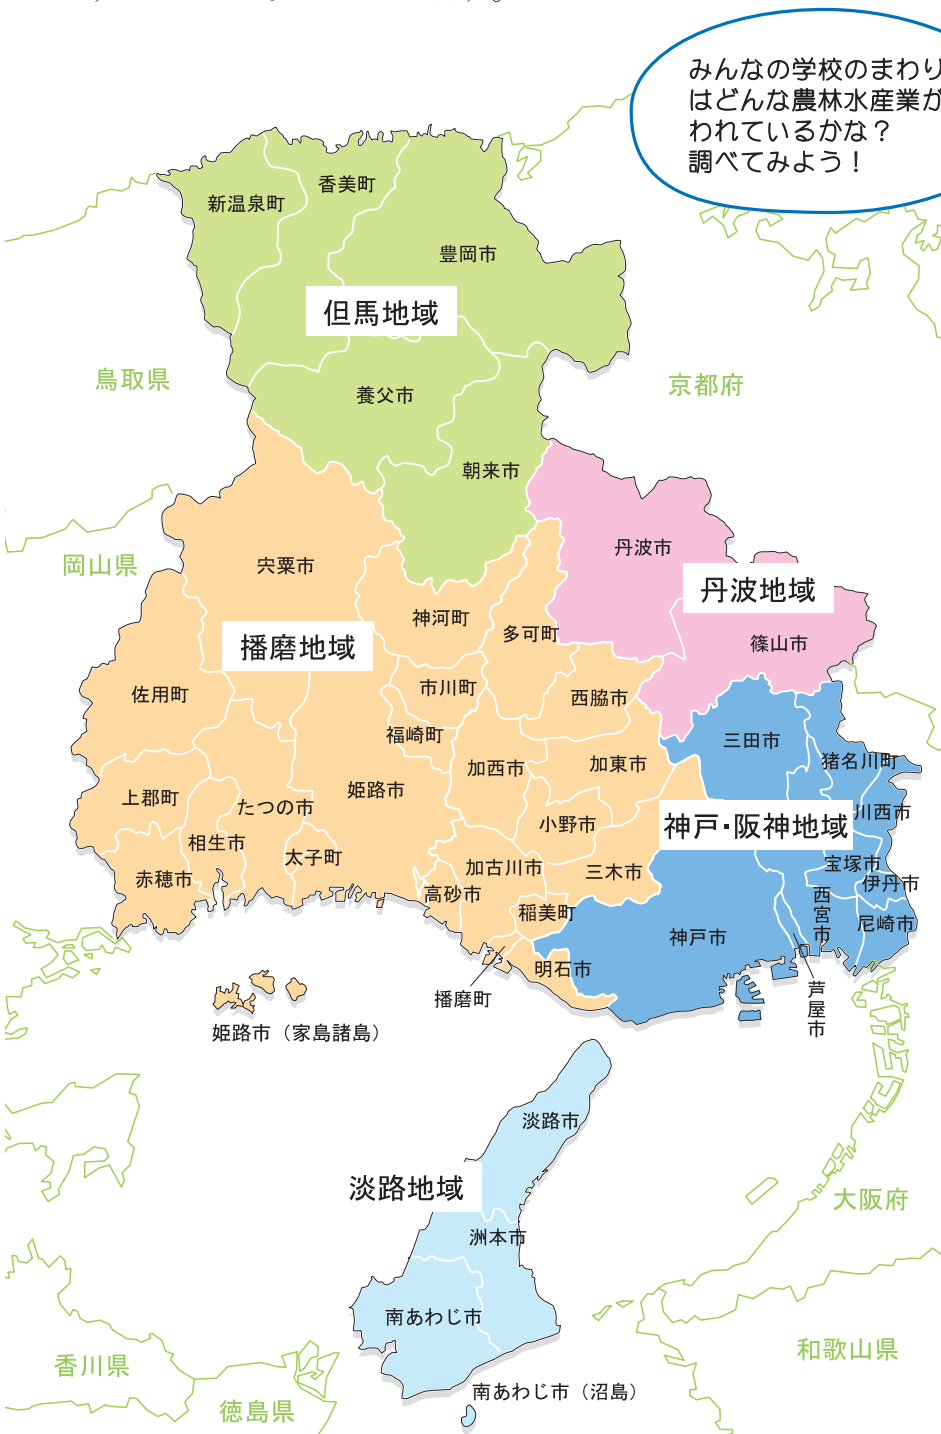 みんなの学校のまわり
はどんな農林水産業が
われているかな？
調べてみよう！
香美町
新温泉町
豊岡市
但馬地域
鳥取県
京都府
養父市
朝来市
丹波市
岡山県
宍粟市
丹波地域
神河町
多可町
播磨地域
篠山市
市川町
佐用町
西脇市
福崎町
三田市
猪名川町
加西市
加東市
姫路市
上郡町
たつの市
川西市
小野市
神戸・阪神地域
相生市
太子町
宝塚市
加古川市
三木市
赤穂市
伊丹市
高砂市
西宮市
稲美町
尼崎市
神戸市
明石市
播磨町
芦屋市
姫路市（家島諸島）
淡路市
淡路地域
大阪府
洲本市
南あわじ市
和歌山県
香川県
南あわじ市（沼島）
徳島県